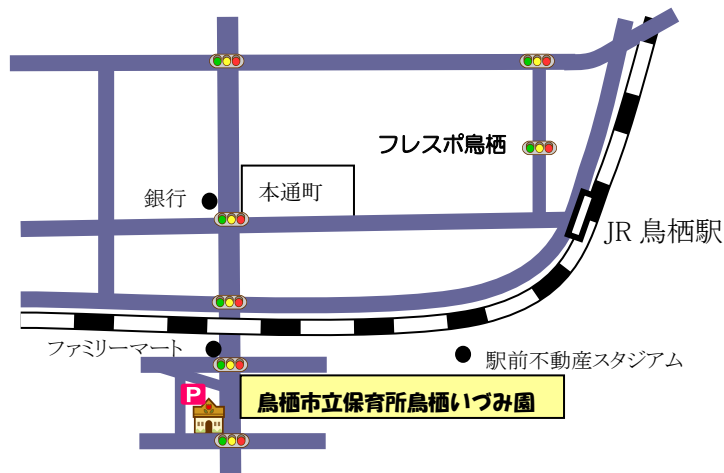 フレスポ鳥栖
本通町
銀行
JR 鳥栖駅
ファミリーマート
駅前不動産スタジアム
P
鳥栖市立保育所鳥栖いづみ園